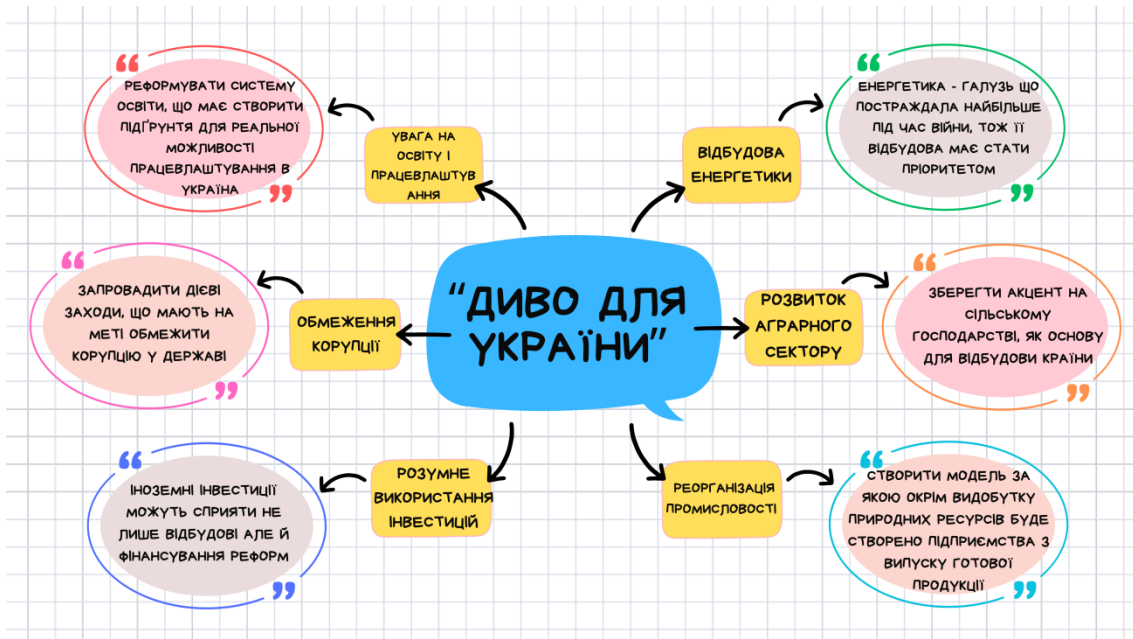 "ДИВО ДЛЯ
УКРАЇНИ"
УВАГА НА
ОСВІТУ І
ПРАЦЕВЛАШТУВ
АННЯ
РЕФОРМУВАТИ СИСТЕМУ
ОСВІТИ, ЩО МАЄ СТВОРИТИ
ПІДҐРУНТЯ ДЛЯ РЕАЛЬНОЇ
МОЖЛИВОСТІ
ПРАЦЕВЛАШТУВАННЯ В
УКРАЇНА
ОБМЕЖЕННЯ
КОРУПЦІЇ
ЗАПРОВАДИТИ ДІЄВІ
ЗАХОДИ, ЩО МАЮТЬ НА
МЕТІ ОБМЕЖИТИ
КОРУПЦІЮ У ДЕРЖАВІ
РОЗУМНЕ
ВИКОРИСТАННЯ
ІНВЕСТИЦІЙ
ІНОЗЕМНІ ІНВЕСТИЦІЇ
МОЖУТЬ СПРИЯТИ НЕ
ЛИШЕ ВІДБУДОВІ АЛЕ Й
ФІНАНСУВАННЯ РЕФОРМ
ВІДБУДОВА
ЕНЕРГЕТИКИ
ЕНЕРГЕТИКА - ГАЛУЗЬ ЩО
ПОСТРАЖДАЛА НАЙБІЛЬШЕ
ПІД ЧАС ВІЙНИ, ТОЖ ЇЇ
ВІДБУДОВА МАЄ СТАТИ
ПРІОРИТЕТОМ
РОЗВИТОК
АГРАРНОГО
СЕКТОРУ
ЗБЕРЕГТИ АКЦЕНТ НА
СІЛЬСЬКОМУ
ГОСПОДАРСТВІ, ЯК ОСНОВУ
ДЛЯ ВІДБУДОВИ КРАЇНИ
РЕОРГАНІЗАЦІЯ
ПРОМИСЛОВОСТІ
СТВОРИТИ МОДЕЛЬ ЗА
ЯКОЮ ОКРІМ ВИДОБУТКУ
ПРИРОДНИХ РЕСУРСІВ БУДЕ
СТВОРЕНО ПІДПРИЄМСТВА З
ВИПУСКУ ГОТОВОЇ
ПРОДУКЦІЇ